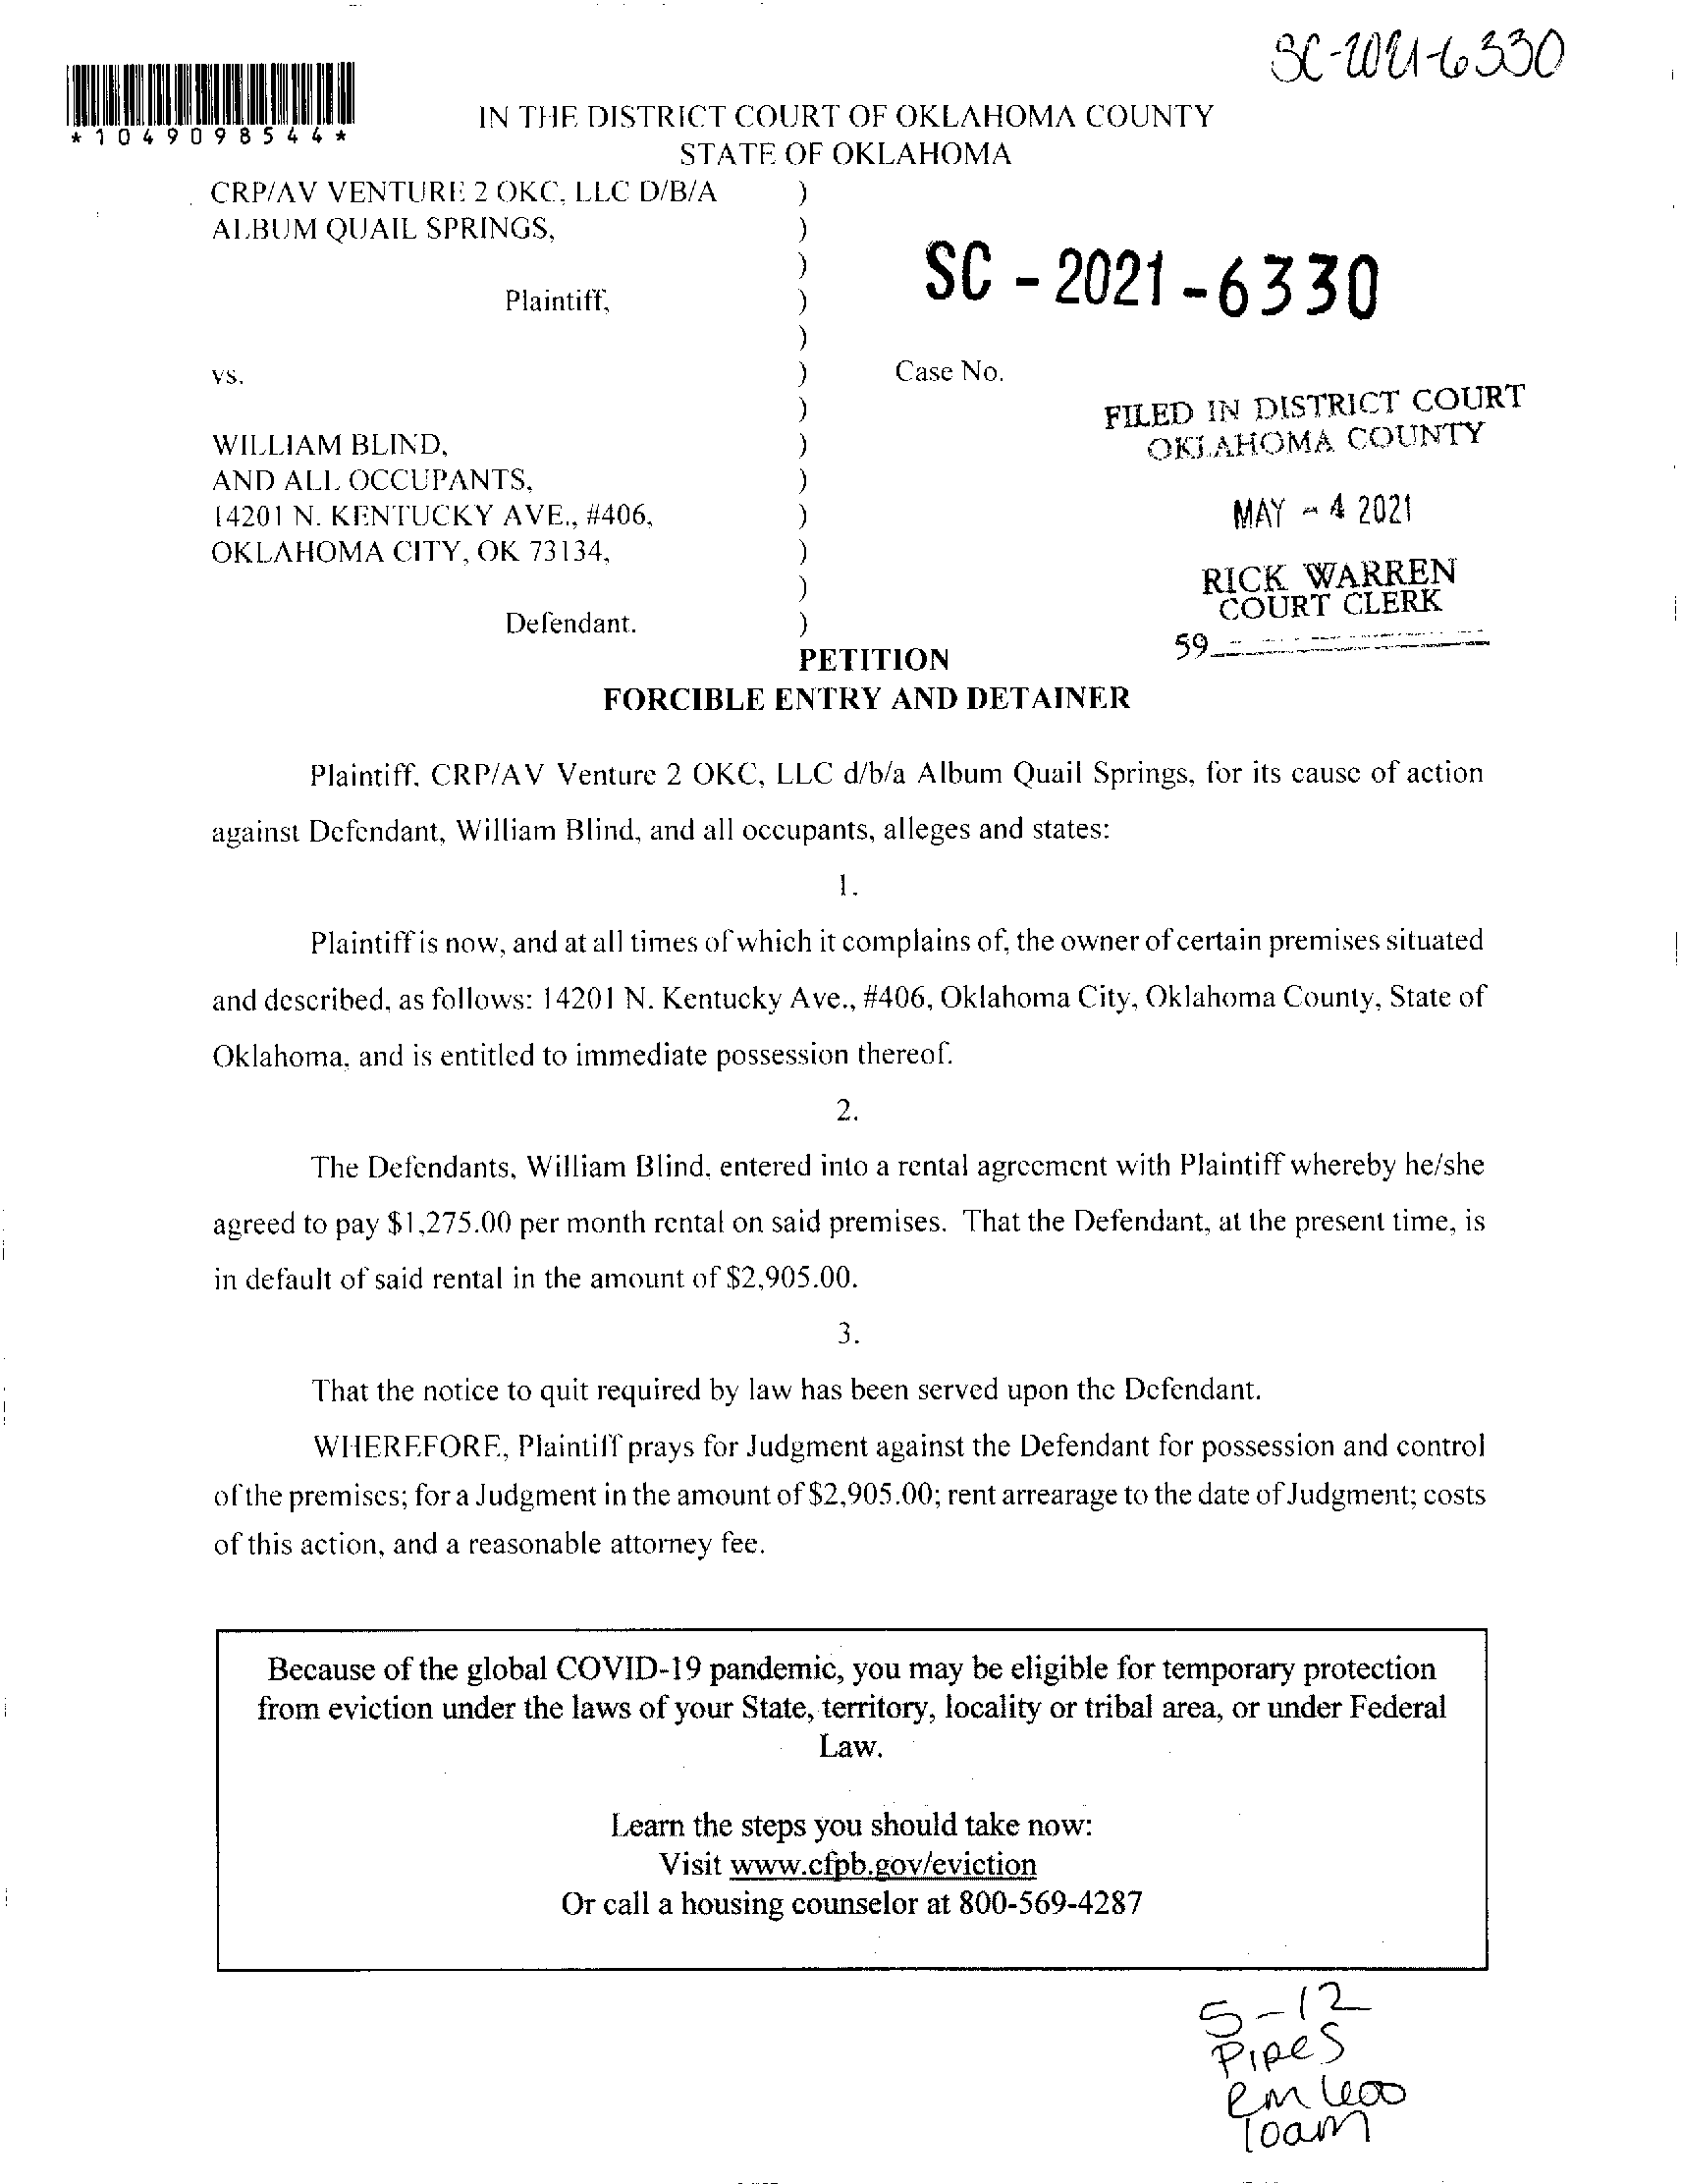 SC-2021-6330
*1049098544*
IN THE DISTRICT COURT OF OKLAHOMA COUNTY
STATE OF OKLAHOMA
CRP/AV VENTURE 2 OKC, LLC D/B/A )
ALBUM QUAIL SPRINGS, )
)
SC - 2021 - 6330
Plaintiff, )
)
vs. ) Case No.
)
FILED IN DISTRICT COURT
OKLAHOMA COUNTY
WILLIAM BLIND, )
AND ALL OCCUPANTS, )
14201 N. KENTUCKY AVE., #406, )
MAY - 4 2021
OKLAHOMA CITY, OK 73134, )
)
RICK WARREN
COURT CLERK
Defendant. )
59
PETITION
FORCIBLE ENTRY AND DETAINER
Plaintiff, CRP/AV Venture 2 OKC, LLC d/b/a Album Quail Springs, for its cause of action
against Defendant, William Blind, and all occupants, alleges and states:
1.
Plaintiff is now, and at all times of which it complains of, the owner of certain premises situated
and described, as follows: 14201 N. Kentucky Ave., #406, Oklahoma City, Oklahoma County, State of
Oklahoma, and is entitled to immediate possession thereof.
2.
The Defendants, William Blind, entered into a rental agreement with Plaintiff whereby he/she
agreed to pay $1,275.00 per month rental on said premises. That the Defendant, at the present time, is
in default of said rental in the amount of $2,905.00.
3.
That the notice to quit required by law has been served upon the Defendant.
WHEREFORE, Plaintiff prays for Judgment against the Defendant for possession and control
of the premises; for a Judgment in the amount of $2,905.00; rent arrearage to the date of Judgment; costs
of this action, and a reasonable attorney fee.
Because of the global COVID-19 pandemic, you may be eligible for temporary protection
from eviction under the laws of your State, territory, locality or tribal area, or under Federal
Law.
Learn the steps you should take now:
Visit www.cfpb.gov/eviction
Or call a housing counselor at 800-569-4287
5-12
Pipes
Rm 600
10am